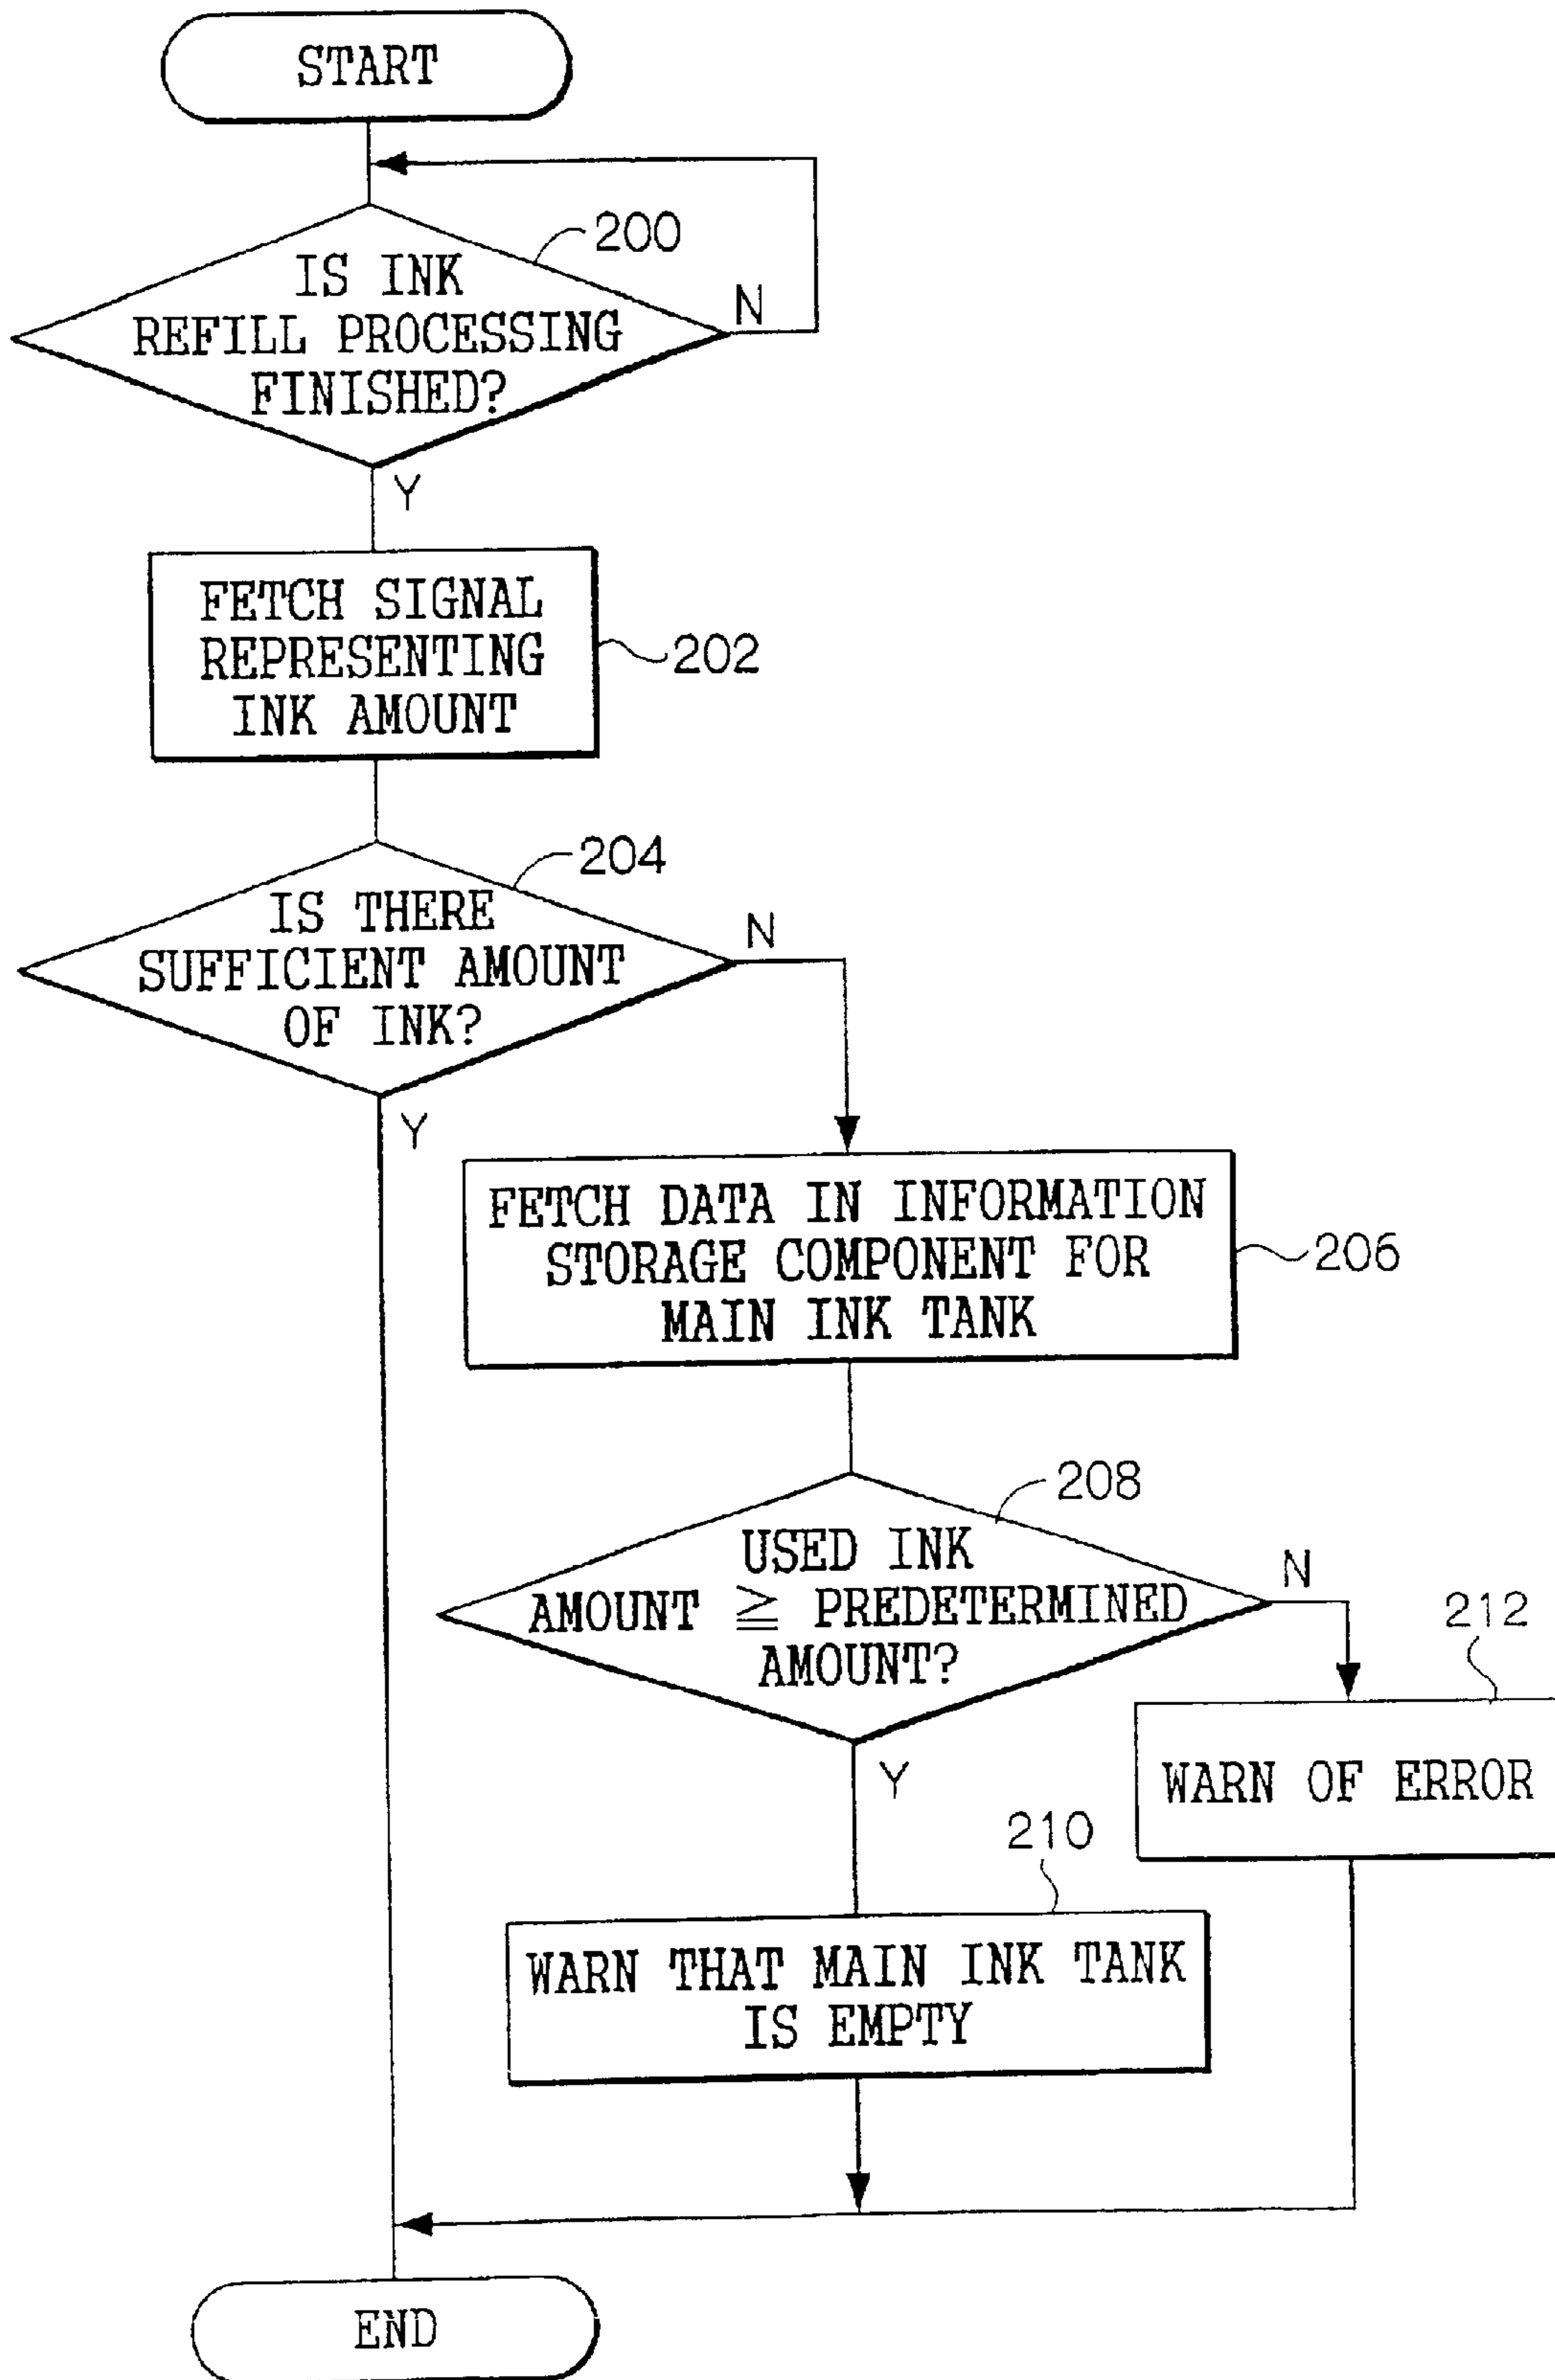 START
200
IS INK
REFILL PROCESSING
FINISHED?
N
Y
FETCH SIGNAL
REPRESENTING
INK AMOUNT
202
204
IS THERE
SUFFICIENT AMOUNT
OF INK?
N
Y
FETCH DATA IN INFORMATION
STORAGE COMPONENT FOR
MAIN INK TANK
206
208
USED INK
AMOUNT ≧ PREDETERMINED
AMOUNT?
N
Y
212
WARN OF ERROR
210
WARN THAT MAIN INK TANK
IS EMPTY
END